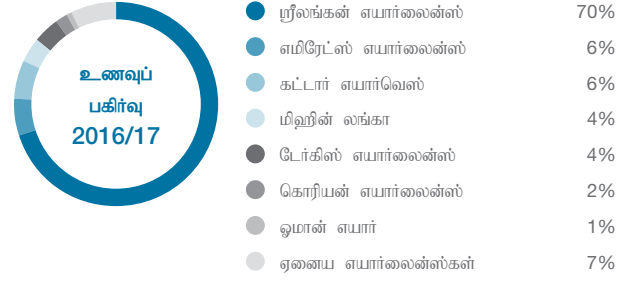 உணவுப்
பகிர்வு
2016/17
ஸ்ரீலங்கன் எயார்லைன்ஸ் 70%
எமிரேட்ஸ் எயார்லைன்ஸ் 6%
கட்டார் எயார்வெஸ் 6%
மிஹின் லங்கா 4%
டேர்கிஸ் எயார்லைன்ஸ் 4%
கொரியன் எயார்லைன்ஸ் 2%
ஓமான் எயார் 1%
ஏனைய எயார்லைன்ஸ்கள் 7%